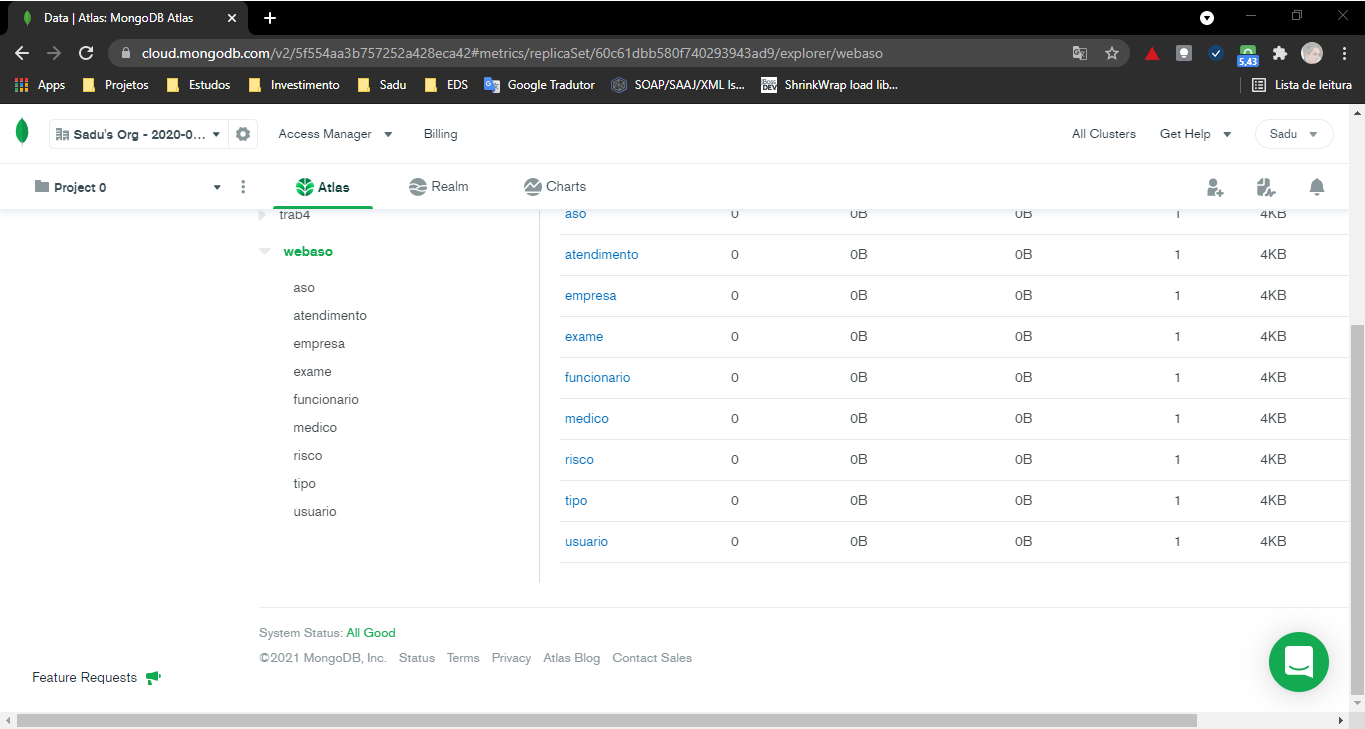 Data | Atlas: MongoDB Atlas
cloud.mongodb.com/v2/5f554aa3b757252a428eca42#metrics/replicaSet/60c61dbb580f740293943ad9/explorer/webaso
5,43
Apps Projetos Estudos Investimento Sadu EDS Google Tradutor SOAP/SAAJ/XML Is... ShrinkWrap load lib... Lista de leitura
Sadu's Org - 2020-0... Access Manager Billing All Clusters Get Help Sadu
Project 0 Atlas Realm Charts
trab4
webaso
aso
atendimento
empresa
exame
funcionario
medico
risco
tipo
usuario
aso 0 0B 0B 1 4KB
atendimento 0 0B 0B 1 4KB
empresa 0 0B 0B 1 4KB
exame 0 0B 0B 1 4KB
funcionario 0 0B 0B 1 4KB
medico 0 0B 0B 1 4KB
risco 0 0B 0B 1 4KB
tipo 0 0B 0B 1 4KB
usuario 0 0B 0B 1 4KB
System Status: All Good
©2021 MongoDB, Inc. Status Terms Privacy Atlas Blog Contact Sales
Feature Requests